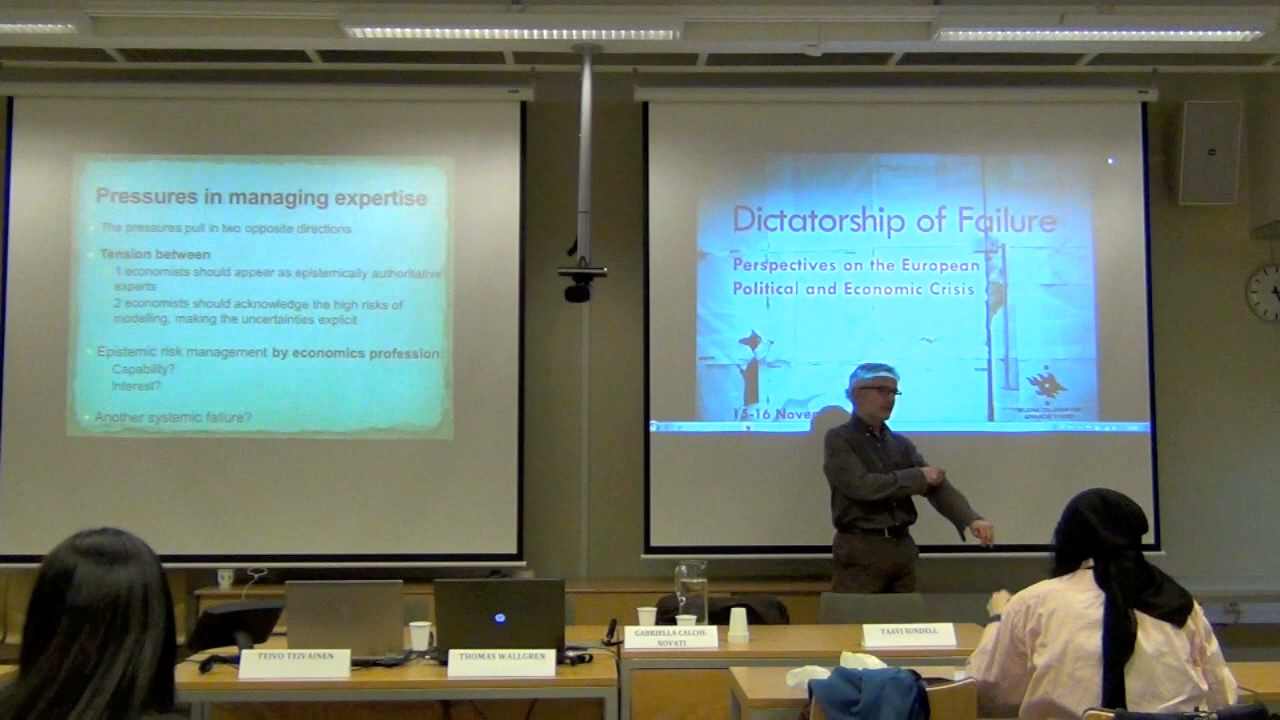 Pressures in managing expertise
The pressures pull in two opposite directions
Tension between
1 economists should appear as epistemically authoritative
experts
2 economists should acknowledge the high risks of
modelling, making the uncertainties explicit
Epistemic risk management by economics profession
Capability?
Interest?
Another systemic failure?
Dictatorship of Failure
Perspectives on the European
Political and Economic Crisis
15-16
TEIVO TEIVAINEN
THOMAS WALLGREN
GABRIELLA CALCHI-
NOVATI
TAAVI SUNDELL